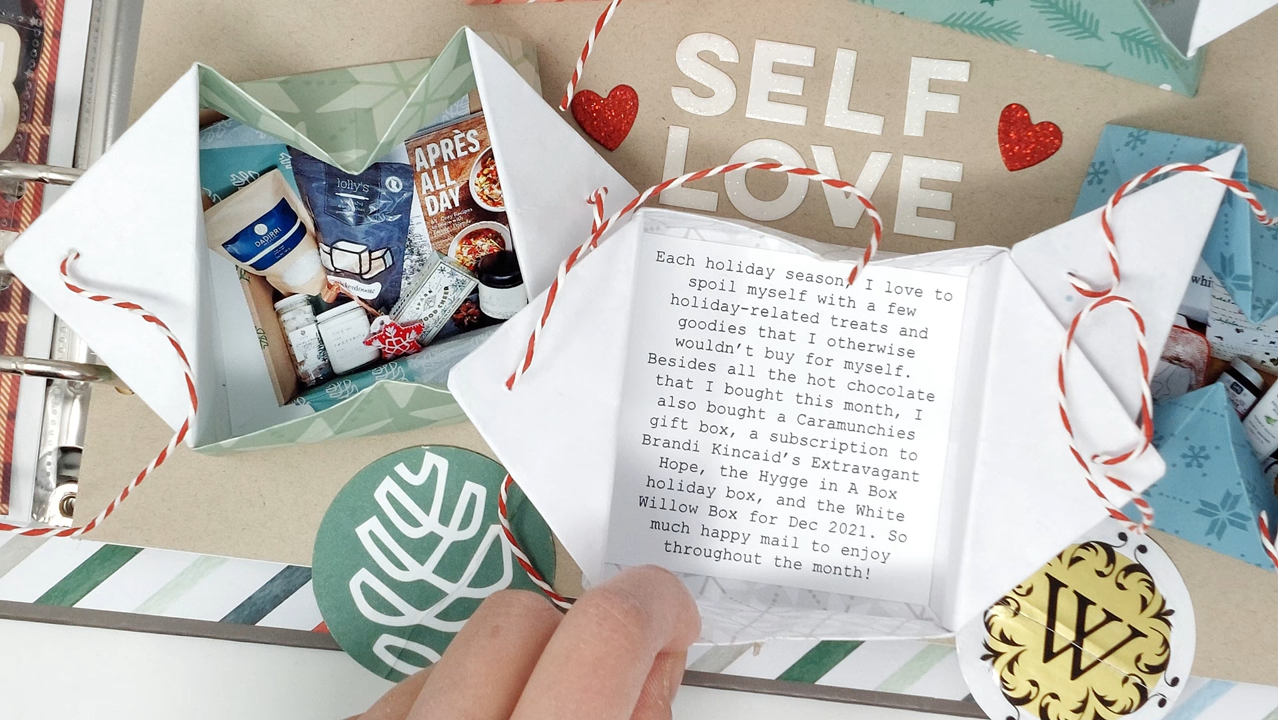 SELF
LOVE
APRÈS
ALL
DAY
lolly's
DADIRRI
Each holiday season, I love to
spoil myself with a few
holiday-related treats and
goodies that I otherwise
wouldn't buy for myself.
Besides all the hot chocolate
that I bought this month, I
also bought a Caramunchies
gift box, a subscription to
Brandi Kincaid's Extravagant
Hope, the Hygge in A Box
holiday box, and the White
Willow Box for Dec 2021. So
much happy mail to enjoy
throughout the month!
W